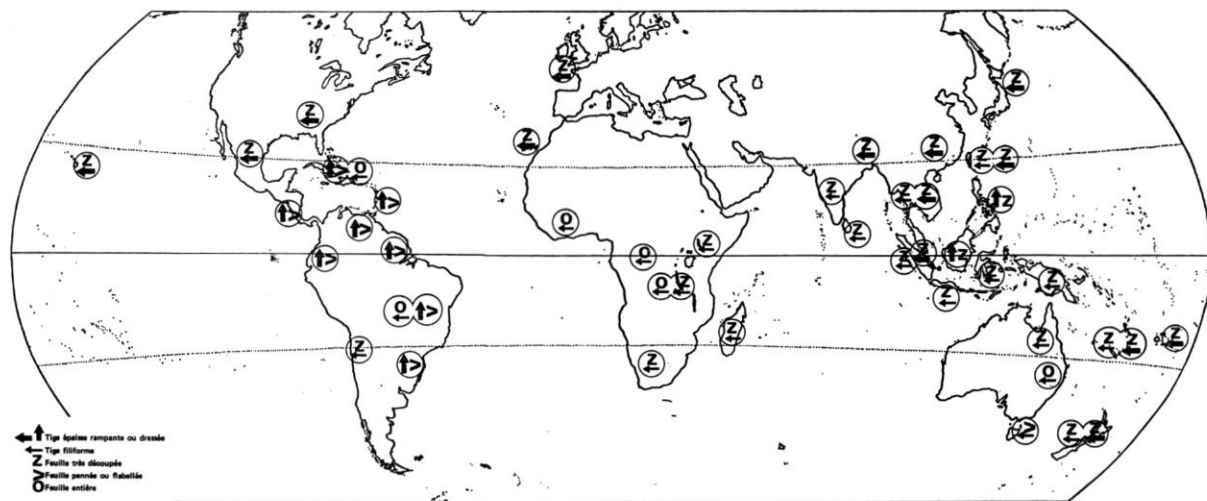 Tige épaisse rampante ou dressée
Tige filiforme
Z Feuille très découpée
V Feuille pennée ou flabellée
O Feuille entière